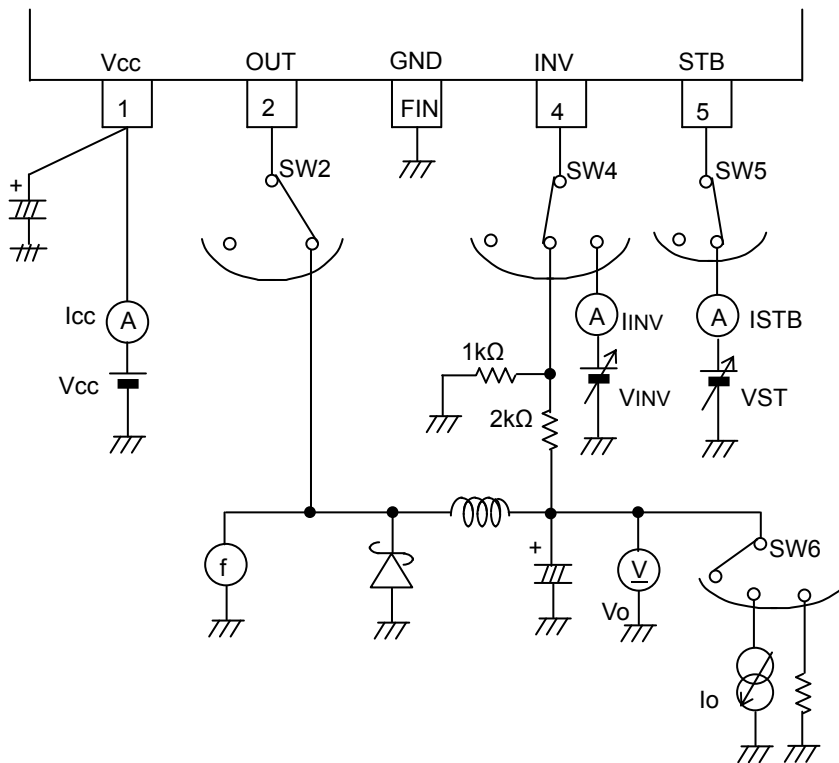 Vcc OUT GND INV STB
1 2 FIN 4 5
+ SW2 SW4 SW5
Icc A A IINV A ISTB
1kΩ
Vcc VINV VST
2kΩ
f + V SW6
Vo
Io